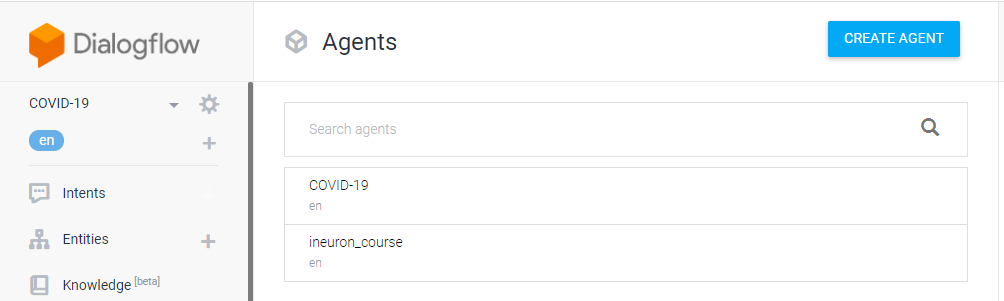 Dialogflow
COVID-19
en
Intents
Entities
Knowledge [beta]
Agents
CREATE AGENT
Search agents
COVID-19
en
ineuron_course
en